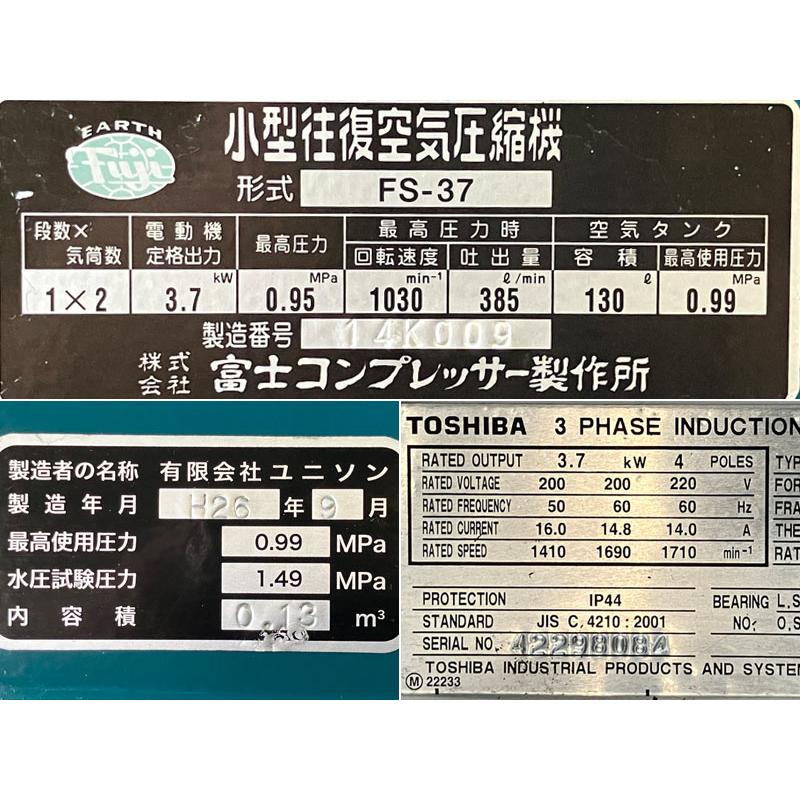 EARTH
Fuji
小型往復空気圧縮機
形式 FS-37
段数×気筒数 電動機定格出力 最高圧力 最高圧力時 空気タンク
回転速度 吐出量 容積 最高使用圧力
kW MPa min⁻¹ ℓ/min ℓ MPa
1×2 3.7 0.95 1030 385 130 0.99
製造番号 14K009
株式会社 富士コンプレッサー製作所
製造者の名称 有限会社ユニソン
製造年月 H26 年 9 月
最高使用圧力 0.99 MPa
水圧試験圧力 1.49 MPa
内容積 0.13 m³
TOSHIBA 3 PHASE INDUCTION
RATED OUTPUT 3.7 kW 4 POLES TYP
RATED VOLTAGE 200 200 220 V FOR
RATED FREQUENCY 50 60 60 Hz FRA
RATED CURRENT 16.0 14.8 14.0 A THE
RATED SPEED 1410 1690 1710 min⁻¹ RAT
PROTECTION IP44 BEARING L.S
STANDARD JIS C.4210:2001 NO. O.S
SERIAL NO. 42298084
TOSHIBA INDUSTRIAL PRODUCTS AND SYSTE
M 22233